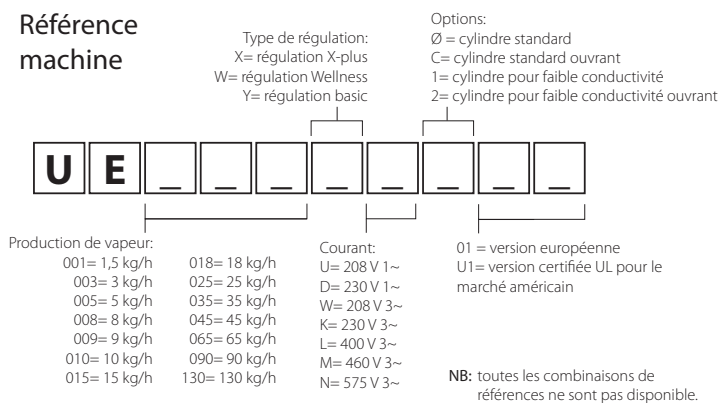 Référence
machine
Type de régulation:
X= régulation X-plus
W= régulation Wellness
Y= régulation basic
Options:
Ø = cylindre standard
C= cylindre standard ouvrant
1= cylindre pour faible conductivité
2= cylindre pour faible conductivité ouvrant
U E _ _ _ _ _ _ _ _
Production de vapeur:
001= 1,5 kg/h
003= 3 kg/h
005= 5 kg/h
008= 8 kg/h
009= 9 kg/h
010= 10 kg/h
015= 15 kg/h
018= 18 kg/h
025= 25 kg/h
035= 35 kg/h
045= 45 kg/h
065= 65 kg/h
090= 90 kg/h
130= 130 kg/h
Courant:
U= 208 V 1~
D= 230 V 1~
W= 208 V 3~
K= 230 V 3~
L= 400 V 3~
M= 460 V 3~
N= 575 V 3~
01 = version européenne
U1= version certifiée UL pour le
marché américain
NB: toutes les combinaisons de
références ne sont pas disponible.